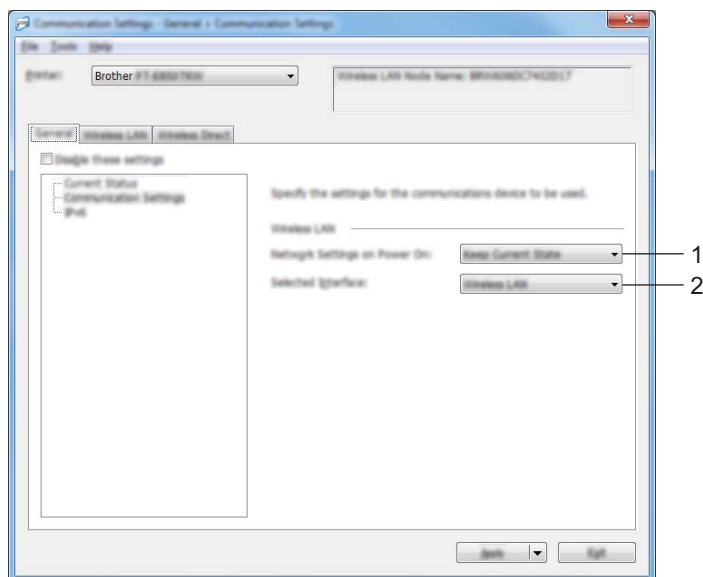 Communication Settings - General > Communication Settings
File Tools Help
Printer: Brother PT-E850TKW
Wireless LAN Node Name:
General Wireless LAN Wireless Direct
Disable these settings
Current Status
Communication Settings
IPv6
Specify the settings for the communications device to be used.
Wireless LAN
Network Settings on Power On: Keep Current State 1
Selected Interface: Wireless LAN 2
Apply Exit